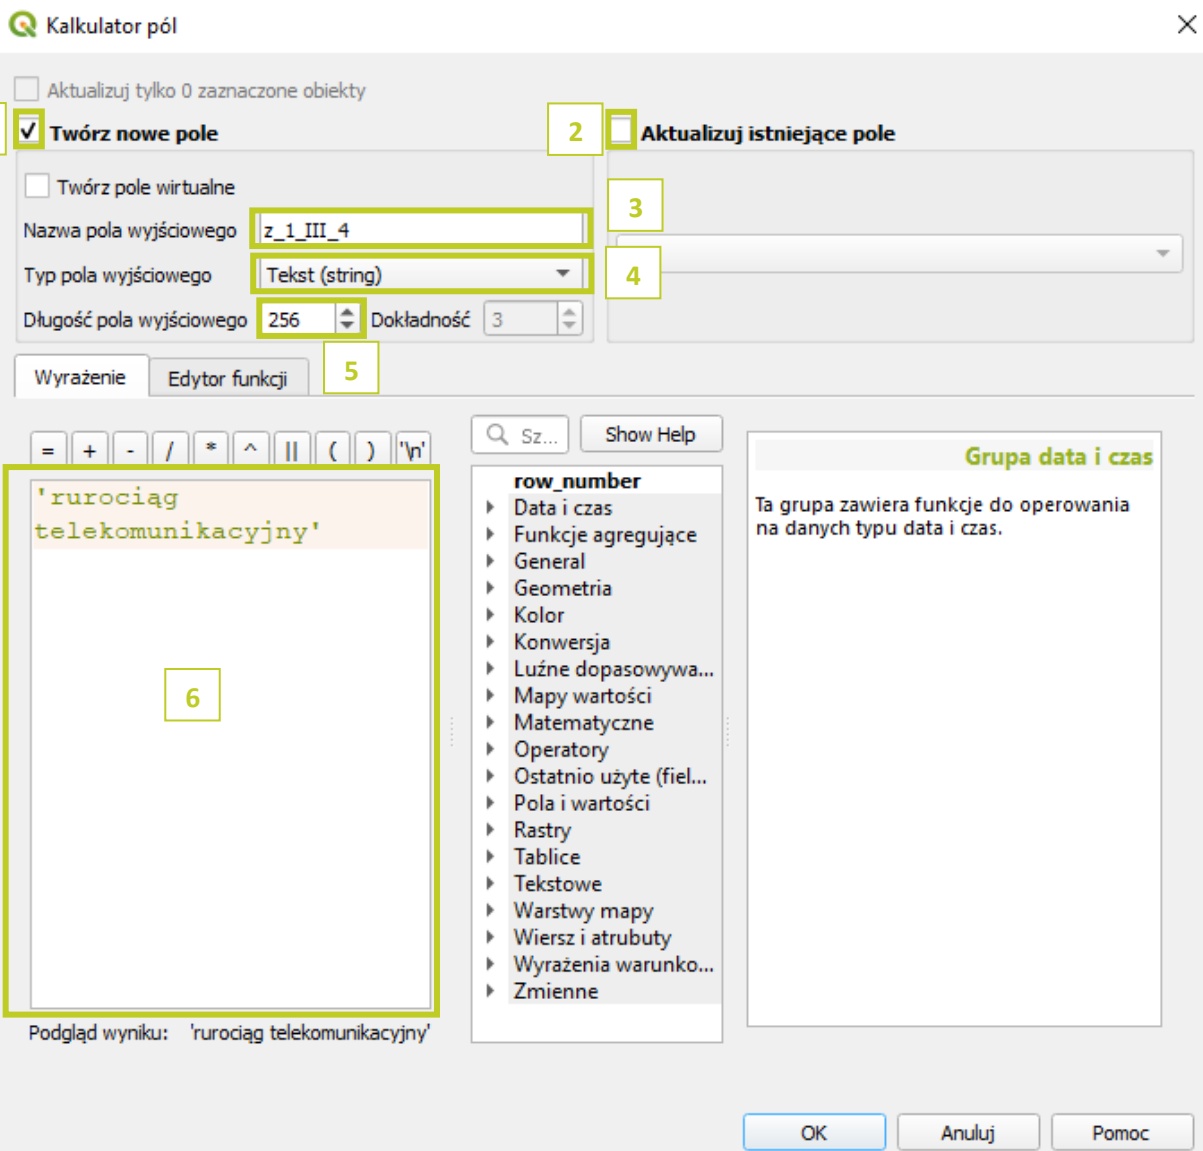 Kalkulator pól
Aktualizuj tylko 0 zaznaczone obiekty
Twórz nowe pole
2
Aktualizuj istniejące pole
Twórz pole wirtualne
3
Nazwa pola wyjściowego
z_1_III_4
Typ pola wyjściowego
Tekst (string)
4
Długość pola wyjściowego
256
Dokładność
3
5
Wyrażenie
Edytor funkcji
= + - / * ^ || ( ) '\n'
Sz...
Show Help
'rurociąg
telekomunikacyjny'
6
row_number
Data i czas
Funkcje agregujące
General
Geometria
Kolor
Konwersja
Luźne dopasowywa...
Mapy wartości
Matematyczne
Operatory
Ostatnio użyte (fiel...
Pola i wartości
Rastry
Tablice
Tekstowe
Warstwy mapy
Wiersz i atrubuty
Wyrażenia warunko...
Zmienne
Grupa data i czas
Ta grupa zawiera funkcje do operowania
na danych typu data i czas.
Podgląd wyniku: 'rurociąg telekomunikacyjny'
OK
Anuluj
Pomoc